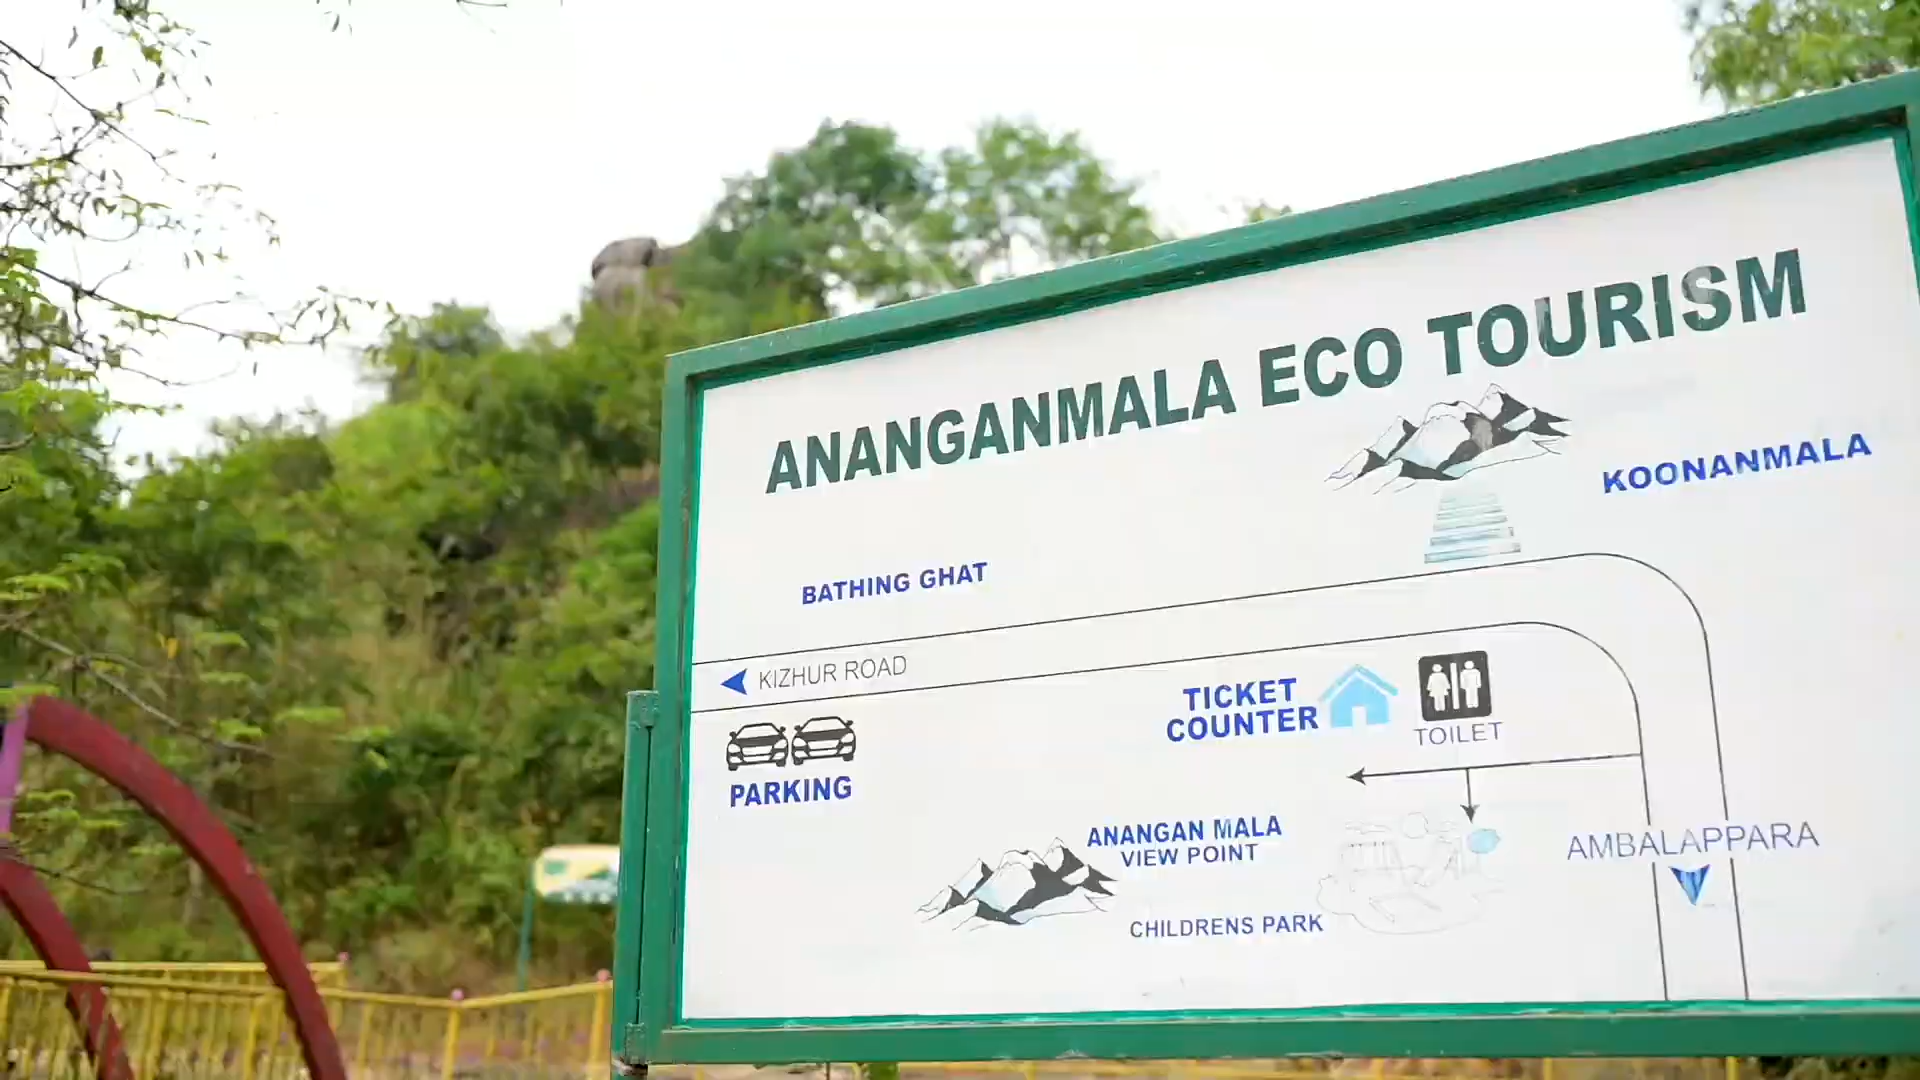 ANANGANMALA ECO TOURISM
KOONANMALA
BATHING GHAT
KIZHUR ROAD
TICKET
COUNTER
TOILET
PARKING
ANANGAN MALA
VIEW POINT
AMBALAPPARA
CHILDRENS PARK